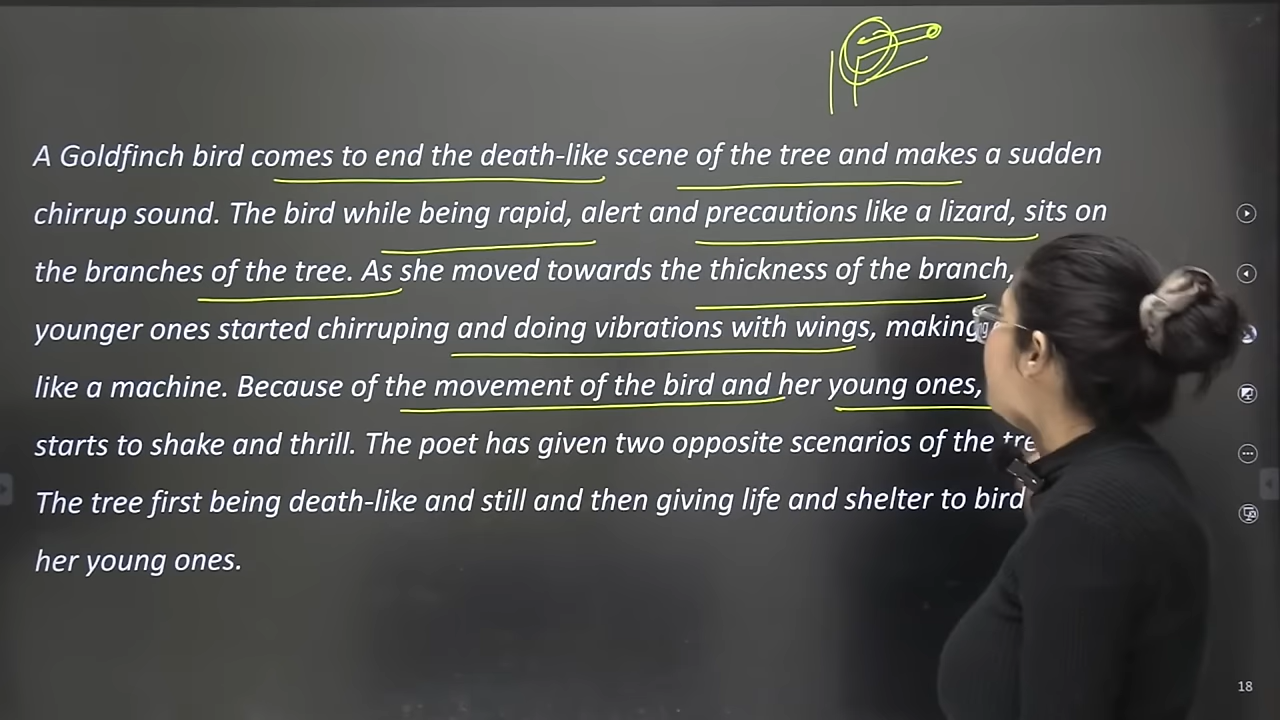 A Goldfinch bird comes to end the death-like scene of the tree and makes a sudden
chirrup sound. The bird while being rapid, alert and precautions like a lizard, sits on
the branches of the tree. As she moved towards the thickness of the branch,
younger ones started chirruping and doing vibrations with wings, making
like a machine. Because of the movement of the bird and her young ones,
starts to shake and thrill. The poet has given two opposite scenarios of the
The tree first being death-like and still and then giving life and shelter to bird
her young ones.
18